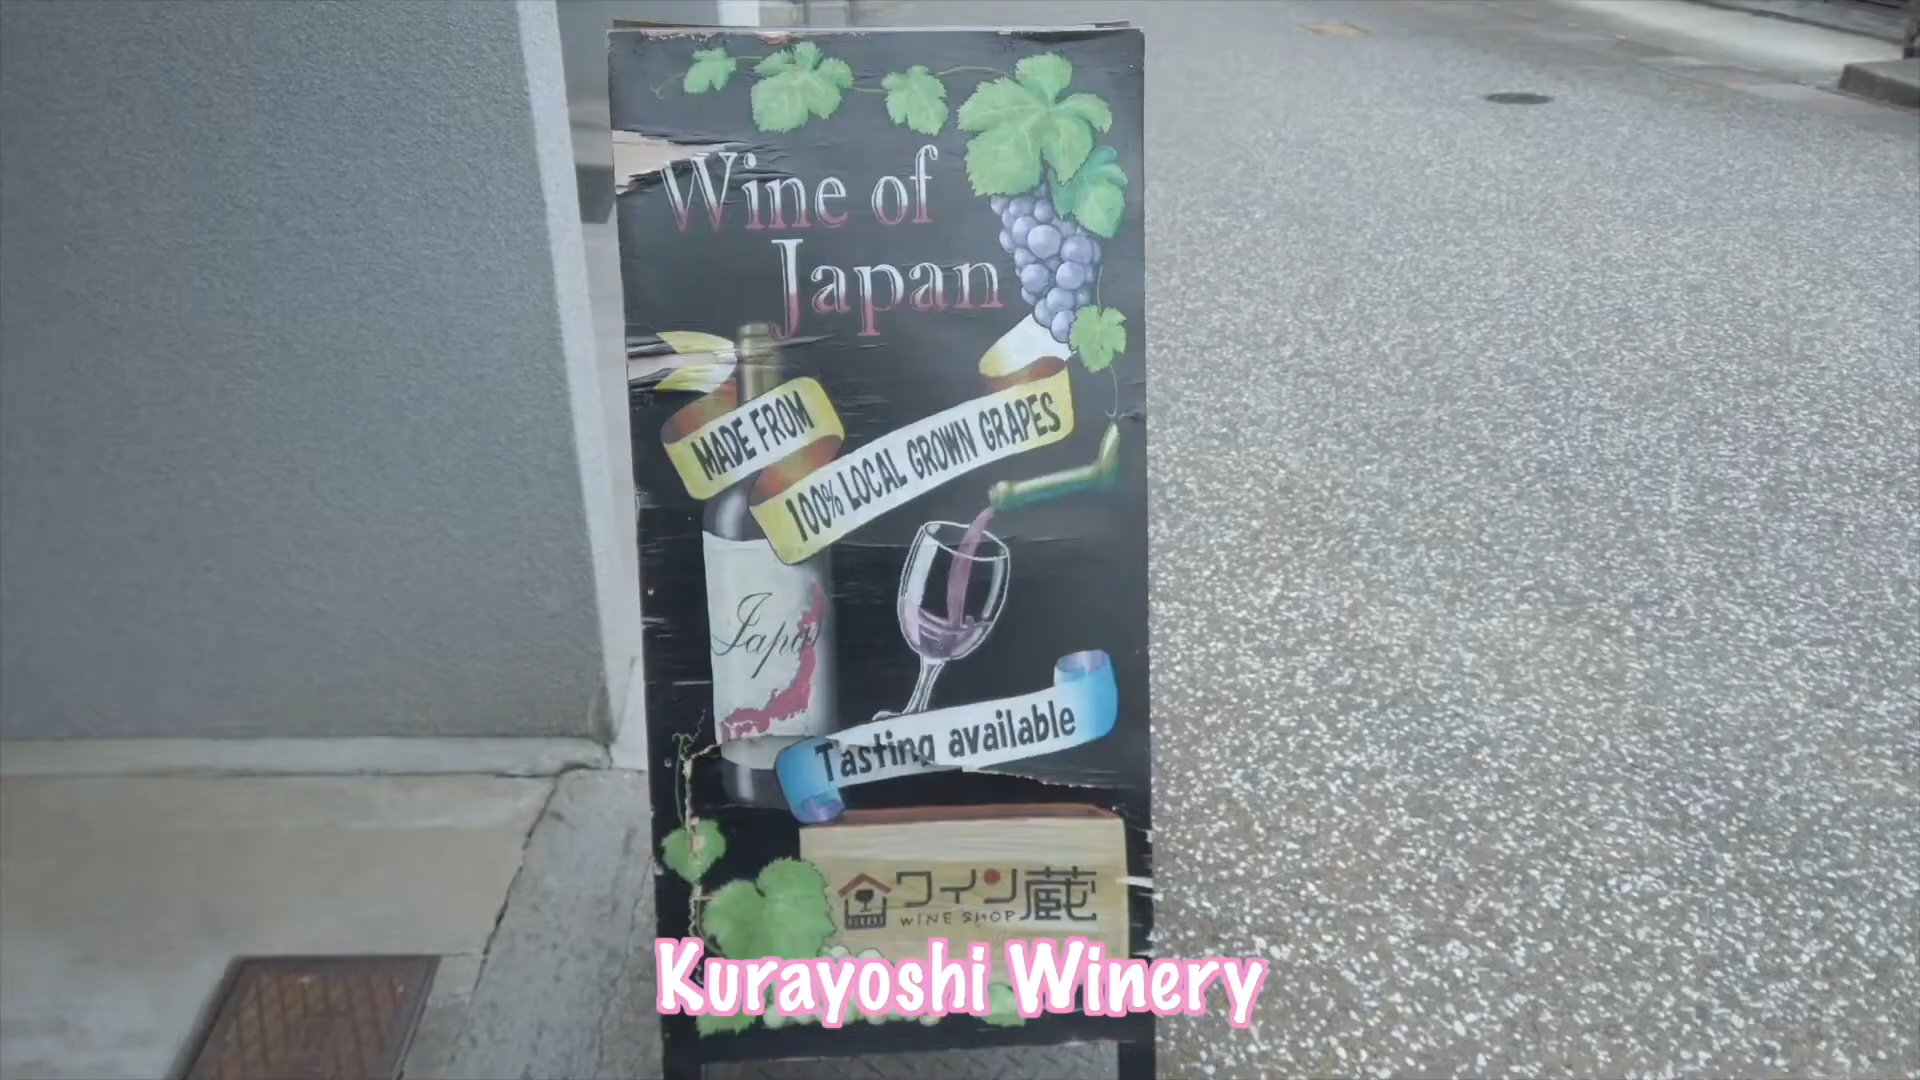 Wine of
Japan
MADE FROM
100% LOCAL GROWN GRAPES
Japan
Tasting available
ワイン蔵
WINE SHOP
Kurayoshi Winery